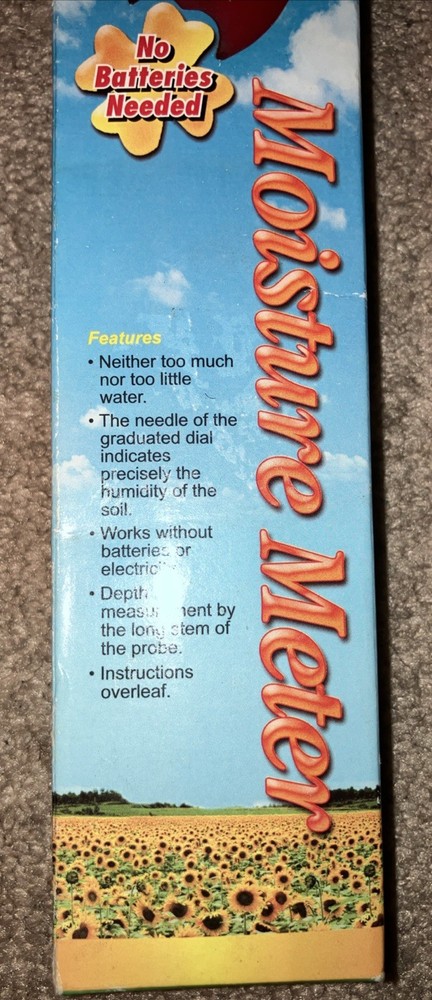 No
Batteries
Needed
Moisture Meter
Features
• Neither too much
nor too little
water.
• The needle of the
graduated dial
indicates
precisely the
humidity of the
soil.
• Works without
batteries or
• Depth
by
the long stem of
the probe.
• Instructions
overleaf.